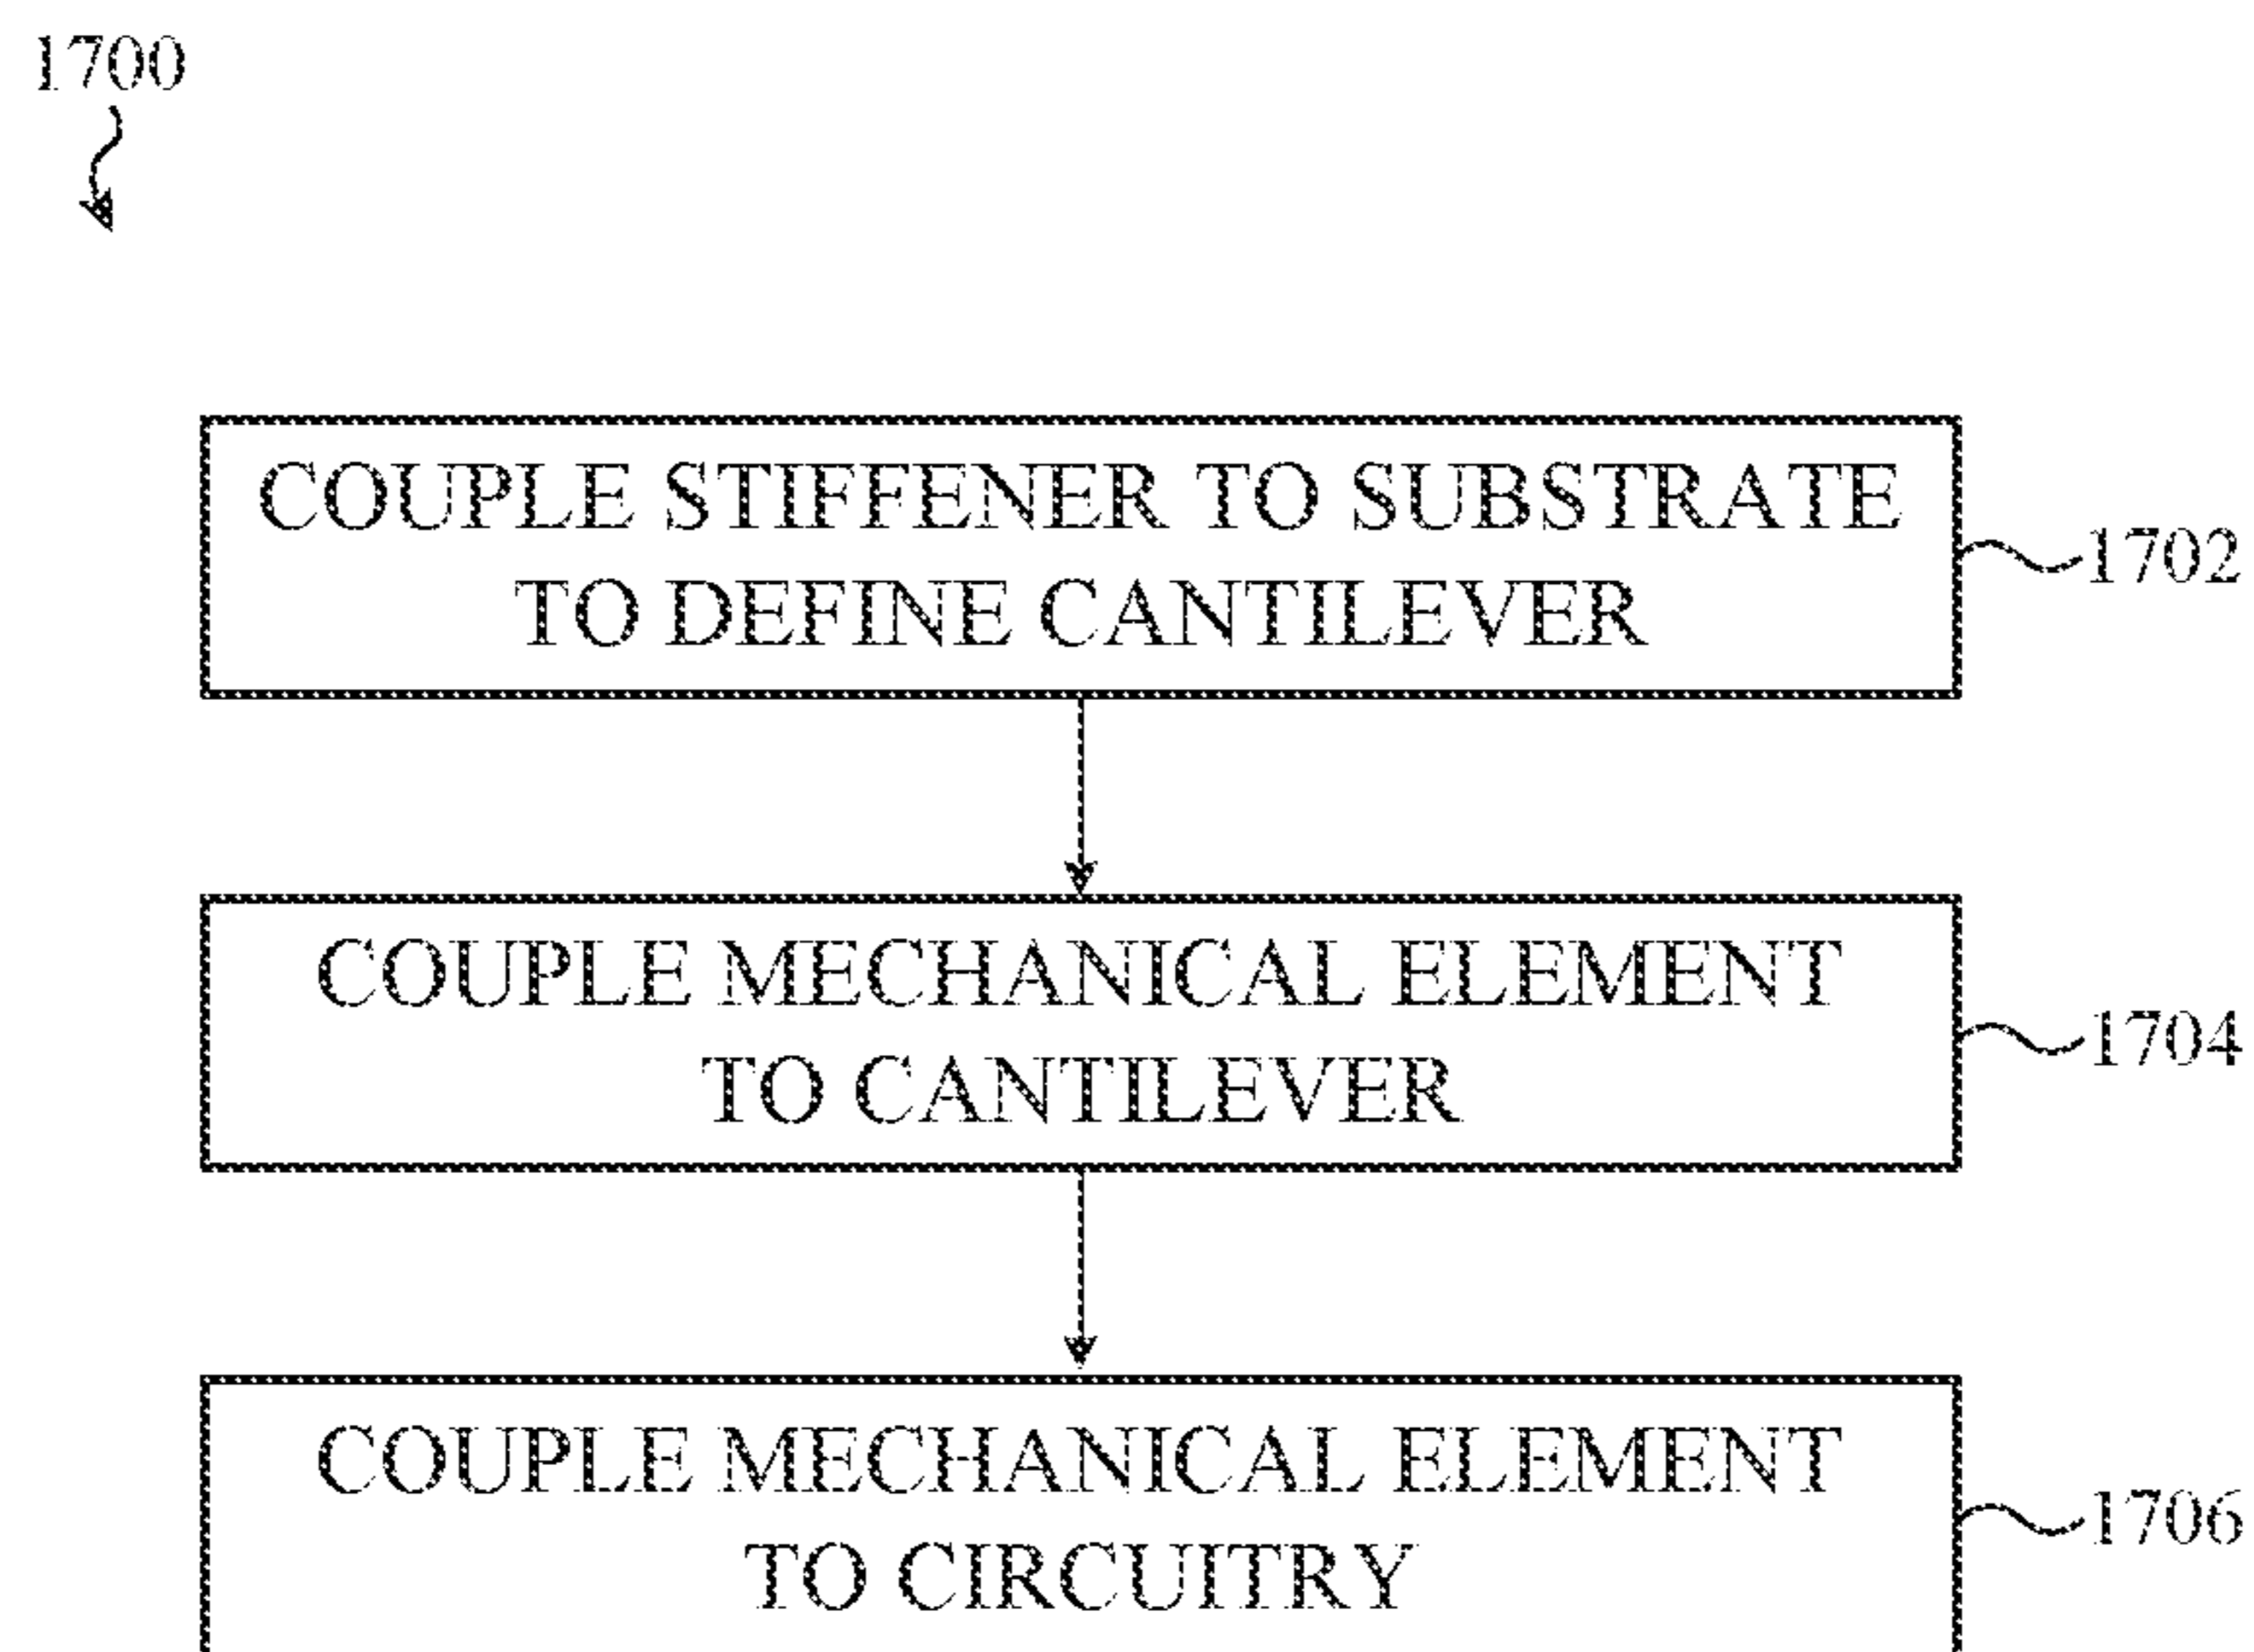 1700
COUPLE STIFFENER TO SUBSTRATE
TO DEFINE CANTILEVER
1702
COUPLE MECHANICAL ELEMENT
TO CANTILEVER
1704
COUPLE MECHANICAL ELEMENT
TO CIRCUITRY
1706